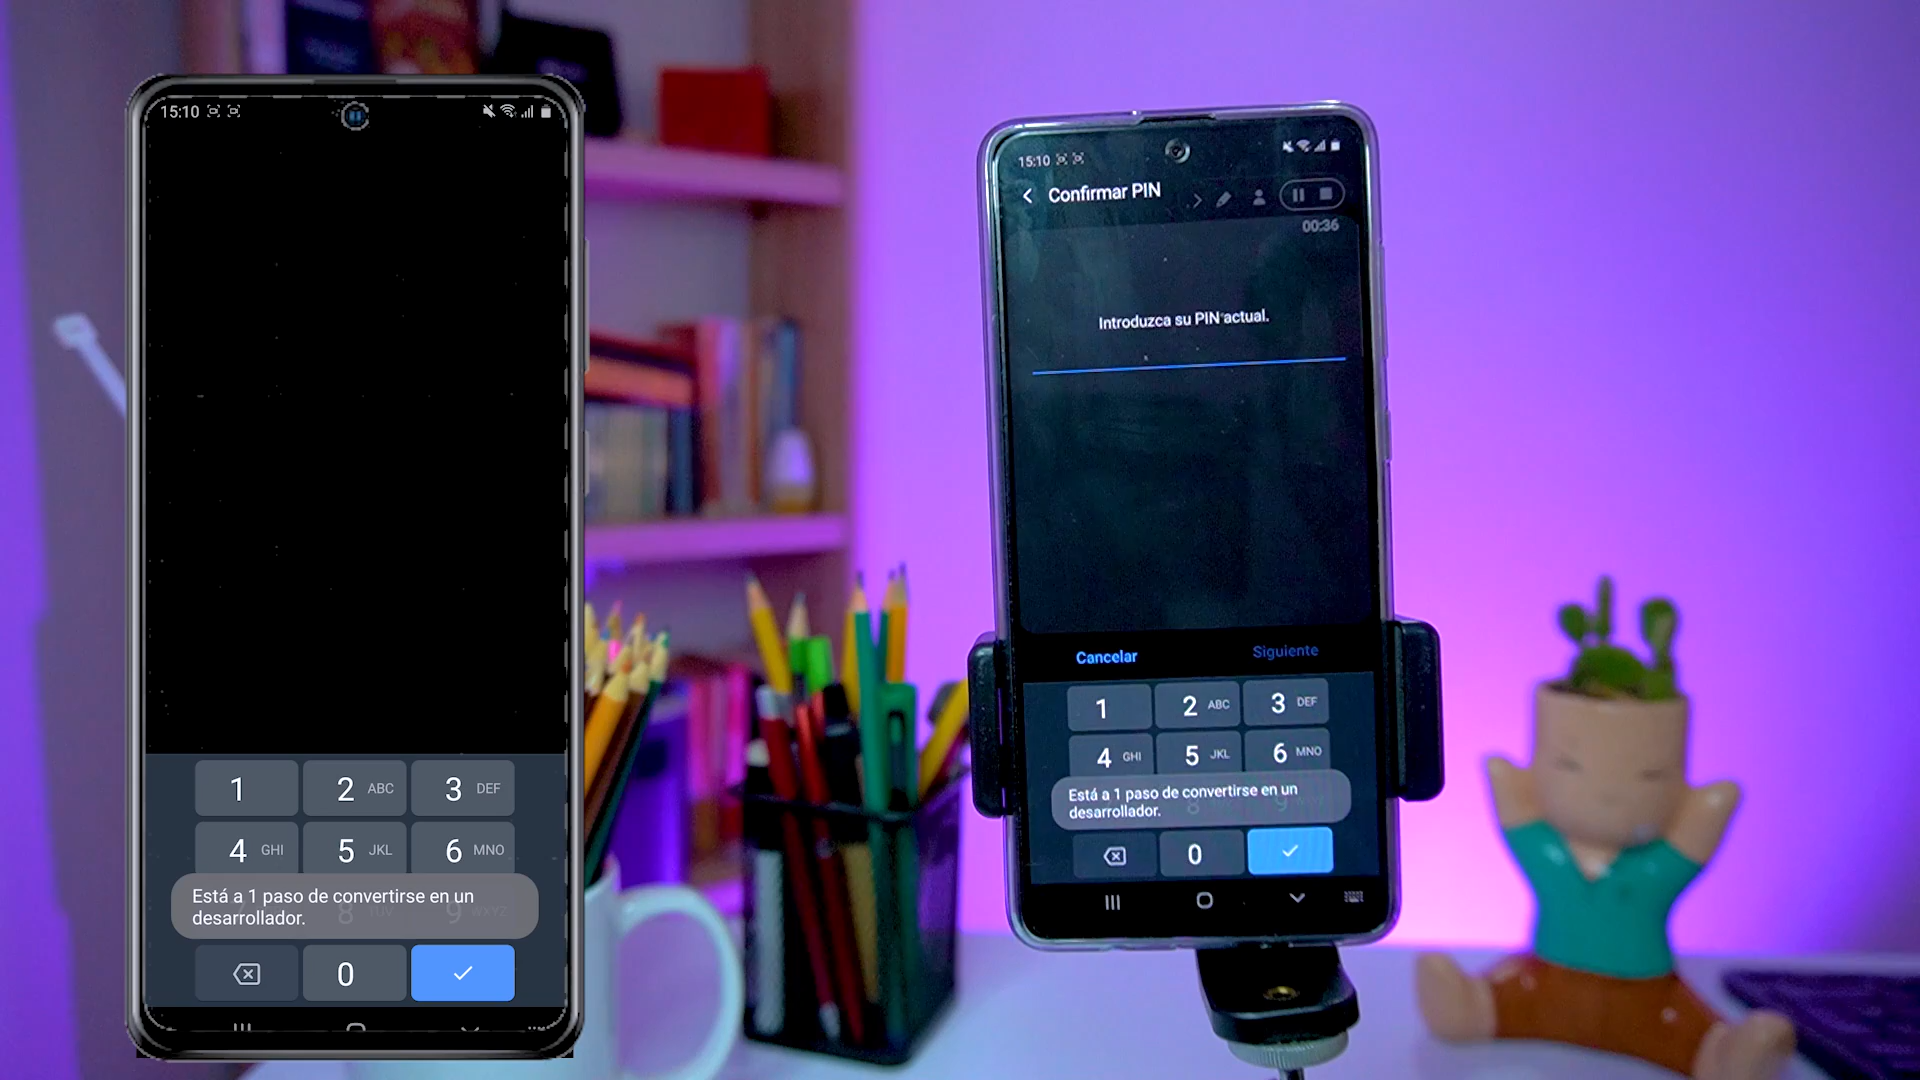 15:10
1
2 ABC
3 DEF
4 GHI
5 JKL
6 MNO
Está a 1 paso de convertirse en un
desarrollador.
0
15:10
Confirmar PIN
00:36
Introduzca su PIN actual.
Cancelar
Siguiente
1
2 ABC
3 DEF
4 GHI
5 JKL
6 MNO
Está a 1 paso de convertirse en un
desarrollador.
0